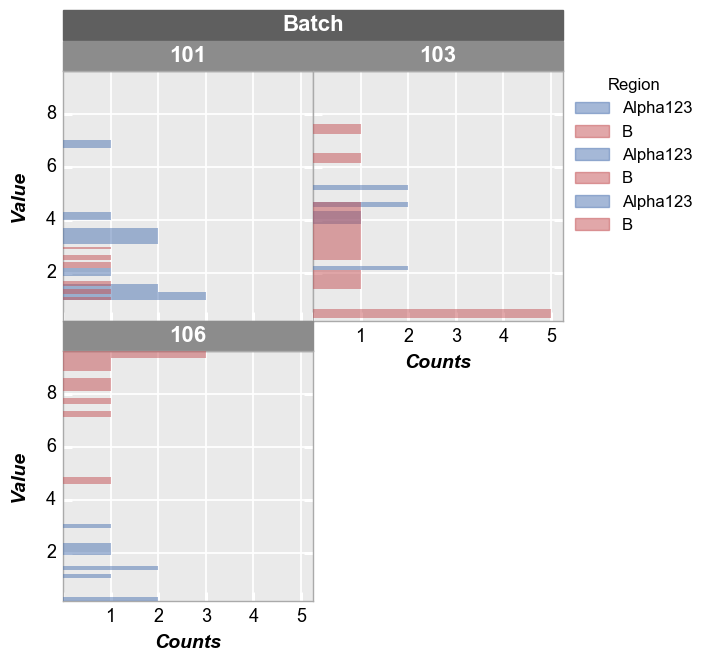 Batch
101 103
Region
Alpha123
B
Alpha123
B
Alpha123
B
Value
8
6
4
2
1 2 3 4 5
Counts
106
Value
8
6
4
2
1 2 3 4 5
Counts